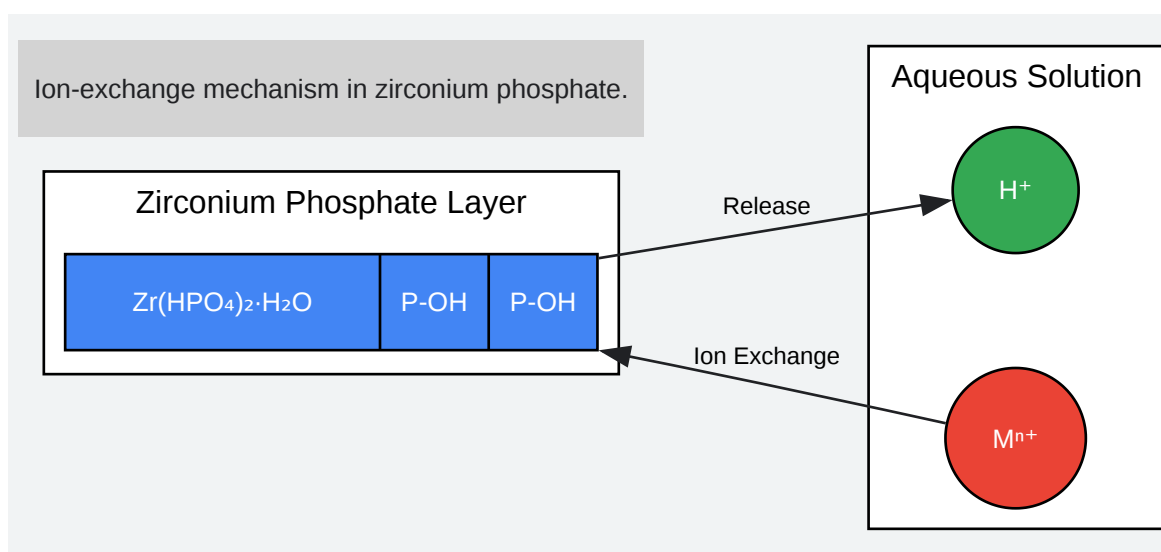 Ion-exchange mechanism in zirconium phosphate.
Aqueous Solution
H⁺
Zirconium Phosphate Layer
Release
Zr(HPO₄)₂·H₂O P-OH P-OH
Ion Exchange
Mⁿ⁺